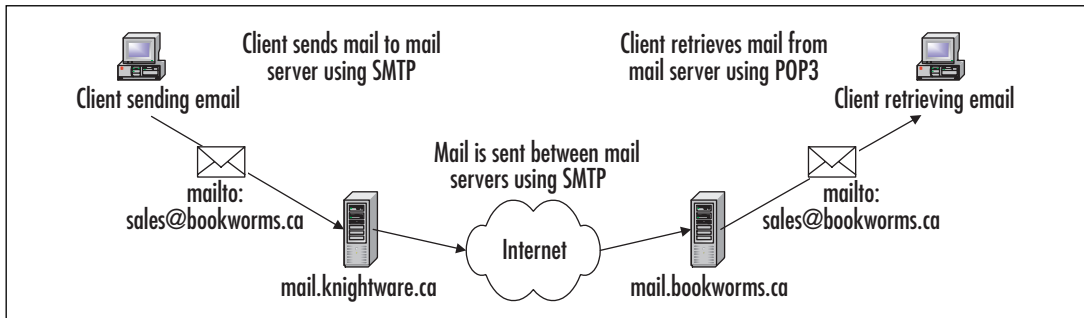 Client sends mail to mail
server using SMTP
Client retrieves mail from
mail server using POP3
Client sending email
Client retrieving email
Mail is sent between mail
servers using SMTP
mailto:
sales@bookworms.ca
mailto:
sales@bookworms.ca
Internet
mail.knightware.ca
mail.bookworms.ca